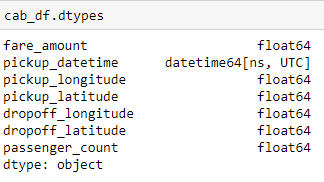 cab_df.dtypes
fare_amount float64
pickup_datetime datetime64[ns, UTC]
pickup_longitude float64
pickup_latitude float64
dropoff_longitude float64
dropoff_latitude float64
passenger_count float64
dtype: object